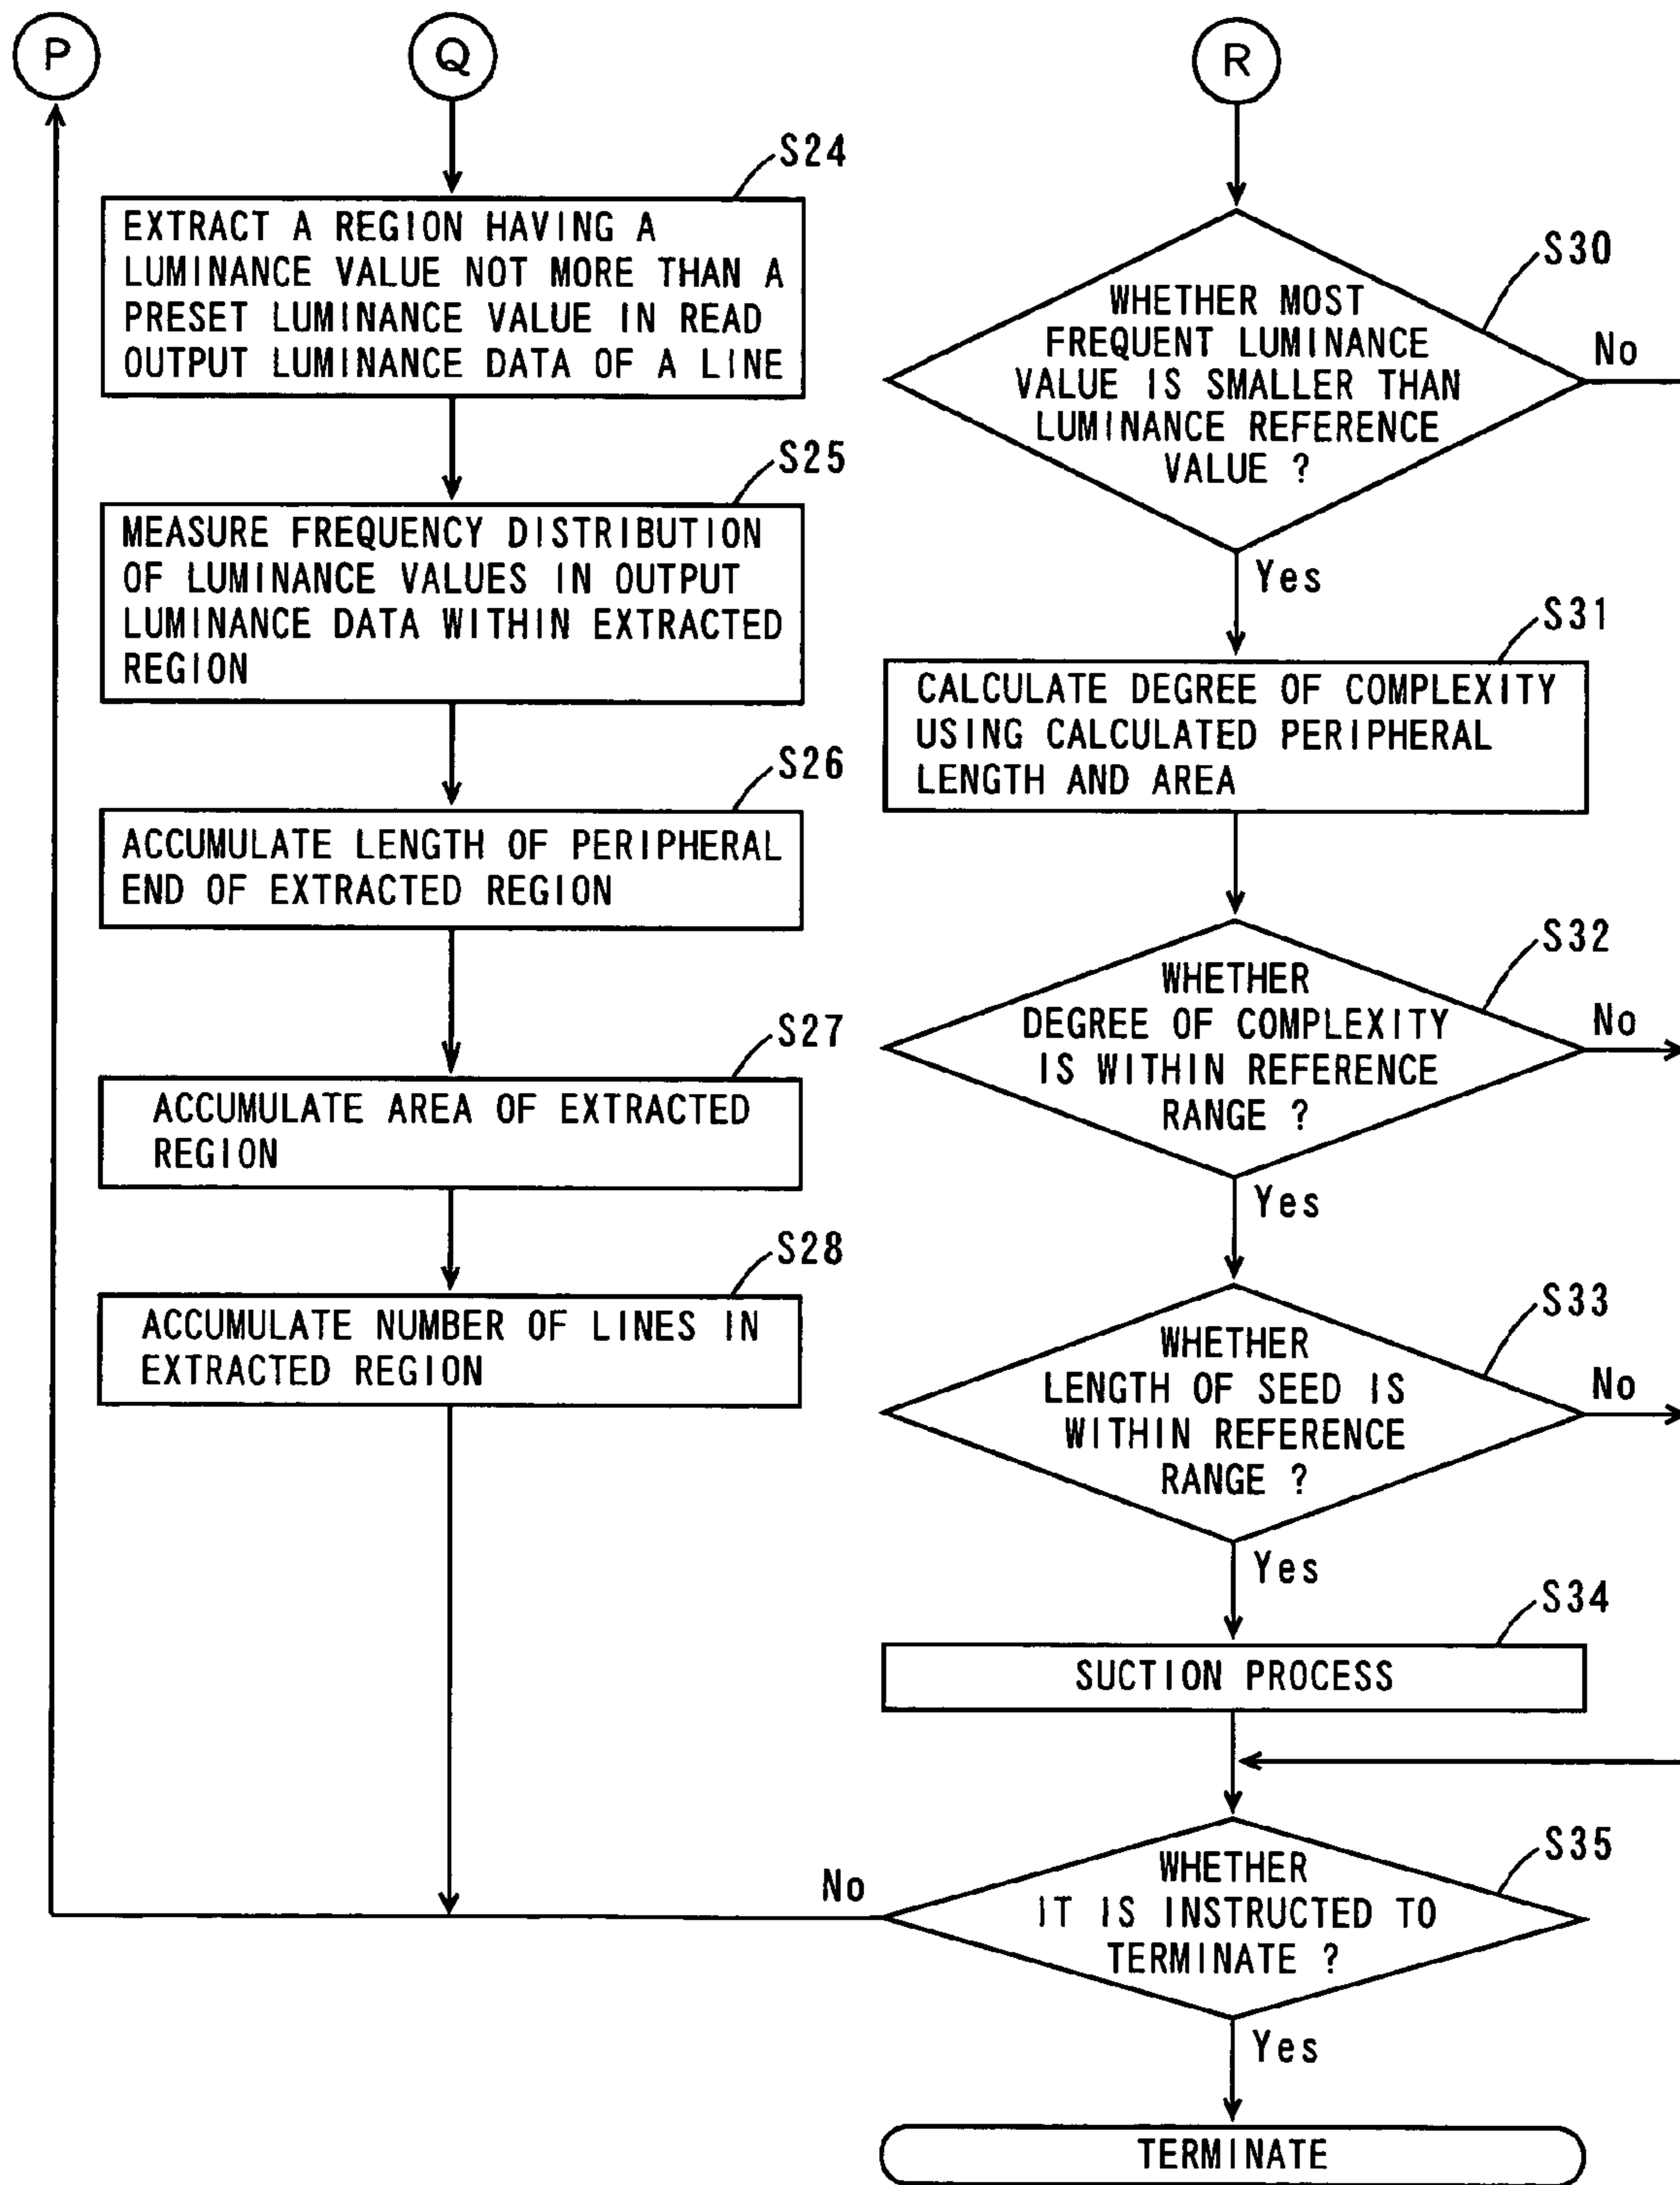 P
Q
S24
EXTRACT A REGION HAVING A
LUMINANCE VALUE NOT MORE THAN A
PRESET LUMINANCE VALUE IN READ
OUTPUT LUMINANCE DATA OF A LINE
S25
MEASURE FREQUENCY DISTRIBUTION
OF LUMINANCE VALUES IN OUTPUT
LUMINANCE DATA WITHIN EXTRACTED
REGION
S26
ACCUMULATE LENGTH OF PERIPHERAL
END OF EXTRACTED REGION
S27
ACCUMULATE AREA OF EXTRACTED
REGION
S28
ACCUMULATE NUMBER OF LINES IN
EXTRACTED REGION
R
S30
WHETHER MOST
FREQUENT LUMINANCE
VALUE IS SMALLER THAN
LUMINANCE REFERENCE
VALUE ?
No
Yes
S31
CALCULATE DEGREE OF COMPLEXITY
USING CALCULATED PERIPHERAL
LENGTH AND AREA
S32
WHETHER
DEGREE OF COMPLEXITY
IS WITHIN REFERENCE
RANGE ?
No
Yes
S33
WHETHER
LENGTH OF SEED IS
WITHIN REFERENCE
RANGE ?
No
Yes
S34
SUCTION PROCESS
S35
WHETHER
IT IS INSTRUCTED TO
TERMINATE ?
No
Yes
TERMINATE